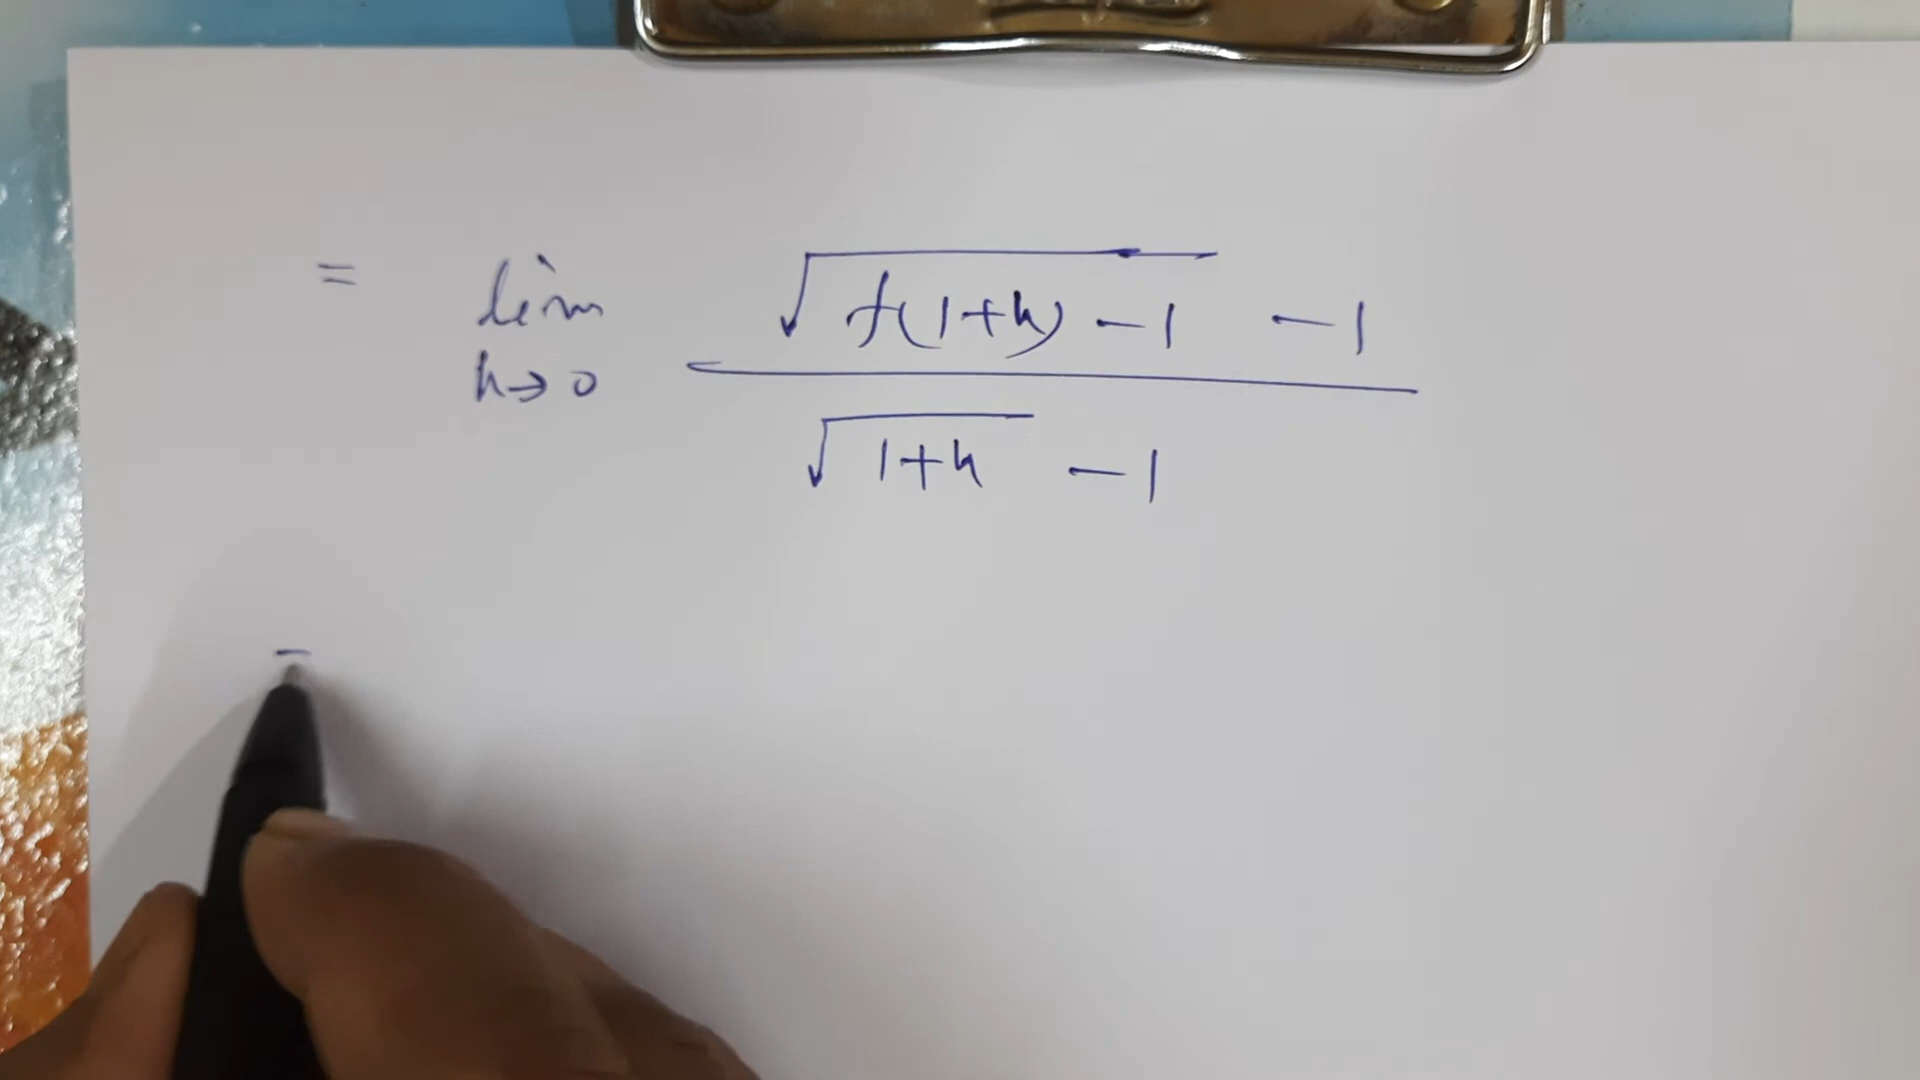 = lim h→0 (√(f(1+h) -1) -1) / (√(1+h) -1)